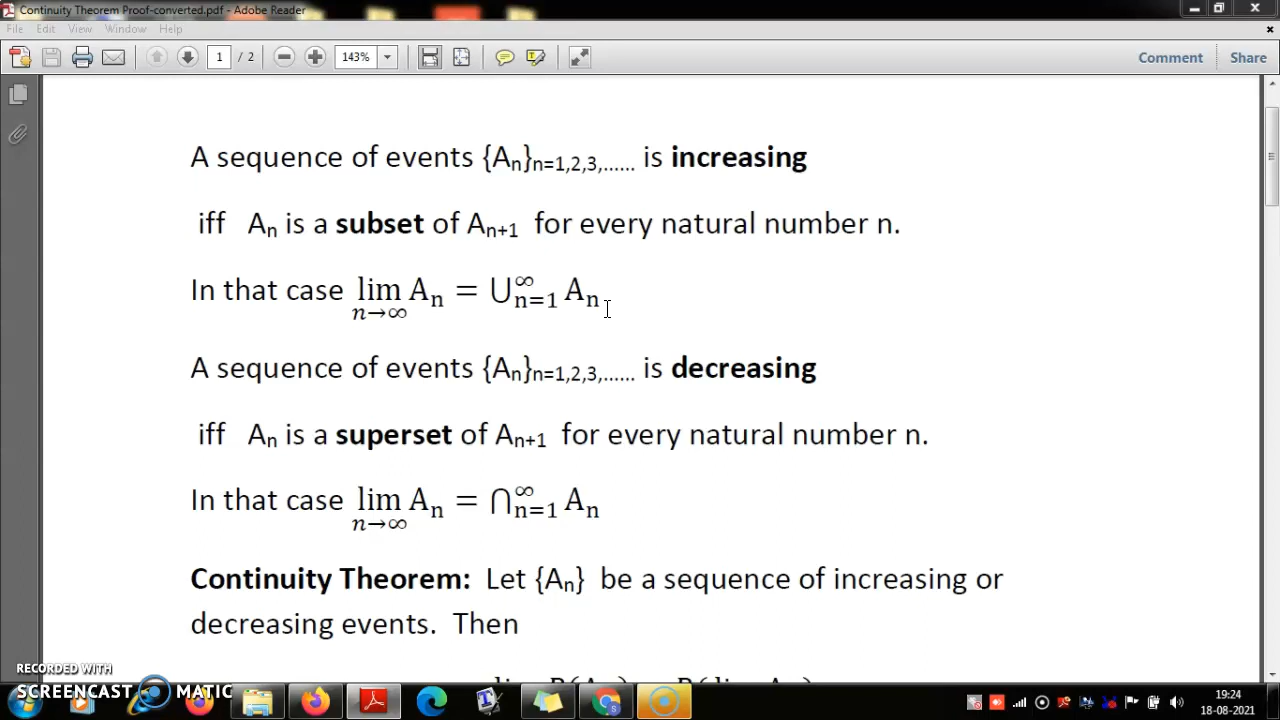 Continuity Theorem Proof-converted.pdf - Adobe Reader
File Edit View Window Help
1 / 2 143% Comment Share
A sequence of events {Aₙ}ₙ₌₁,₂,₃,...... is increasing
iff Aₙ is a subset of Aₙ₊₁ for every natural number n.
In that case lim n→∞ Aₙ = ⋃_{n=1}^{∞} Aₙ
A sequence of events {Aₙ}ₙ₌₁,₂,₃,...... is decreasing
iff Aₙ is a superset of Aₙ₊₁ for every natural number n.
In that case lim n→∞ Aₙ = ⋂_{n=1}^{∞} Aₙ
Continuity Theorem: Let {Aₙ} be a sequence of increasing or
decreasing events. Then
RECORDED WITH
SCREENCAST MATIC
19:24
18-08-2021